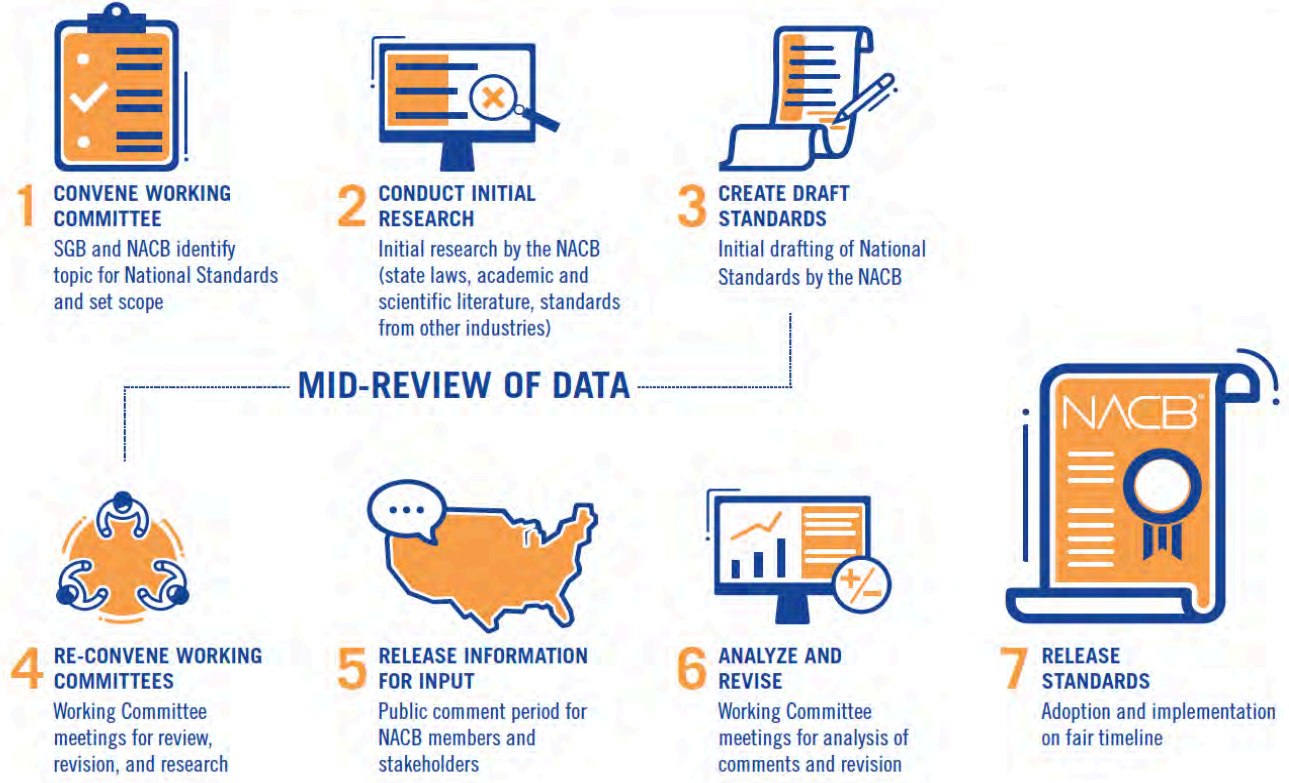 1 CONVENE WORKING
COMMITTEE
SGB and NACB identify
topic for National Standards
and set scope
2 CONDUCT INITIAL
RESEARCH
Initial research by the NACB
(state laws, academic and
scientific literature, standards
from other industries)
3 CREATE DRAFT
STANDARDS
Initial drafting of National
Standards by the NACB
MID-REVIEW OF DATA
4 RE-CONVENE WORKING
COMMITTEES
Working Committee
meetings for review,
revision, and research
5 RELEASE INFORMATION
FOR INPUT
Public comment period for
NACB members and
stakeholders
+/-
6 ANALYZE AND
REVISE
Working Committee
meetings for analysis of
comments and revision
NACB®
7 RELEASE
STANDARDS
Adoption and implementation
on fair timeline